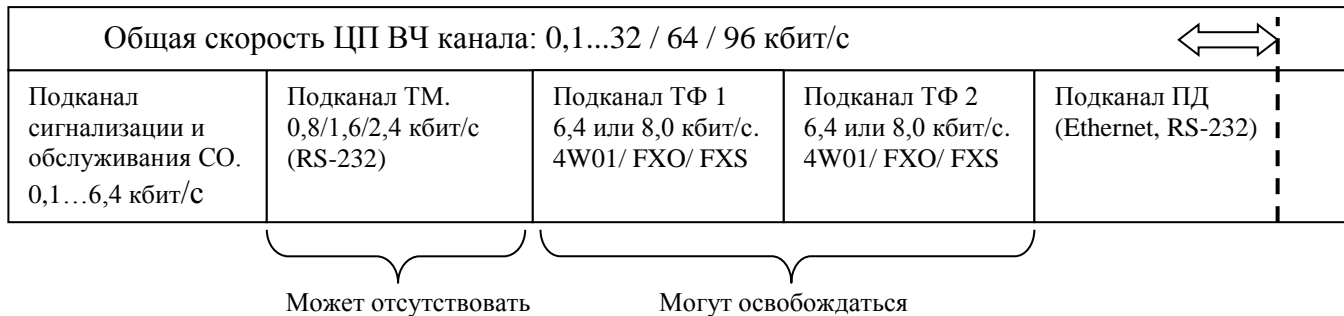 Общая скорость ЦП ВЧ канала: 0,1...32 / 64 / 96 кбит/с
Подканал
сигнализации и
обслуживания СО.
0,1…6,4 кбит/с
Подканал ТМ.
0,8/1,6/2,4 кбит/с
(RS-232)
Подканал ТФ 1
6,4 или 8,0 кбит/с.
4W01/ FXO/ FXS
Подканал ТФ 2
6,4 или 8,0 кбит/с.
4W01/ FXO/ FXS
Подканал ПД
(Ethernet, RS-232)
Может отсутствовать
Могут освобождаться